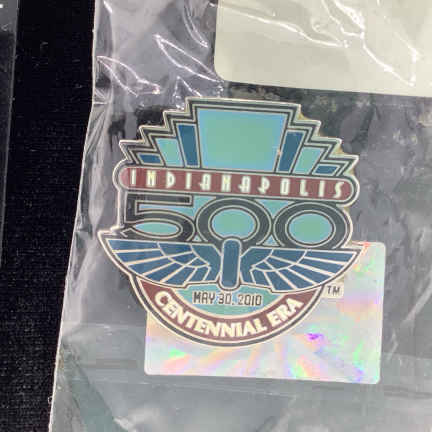 INDIANAPOLIS
500
MAY 30, 2010
CENTENNIAL ERA
TM